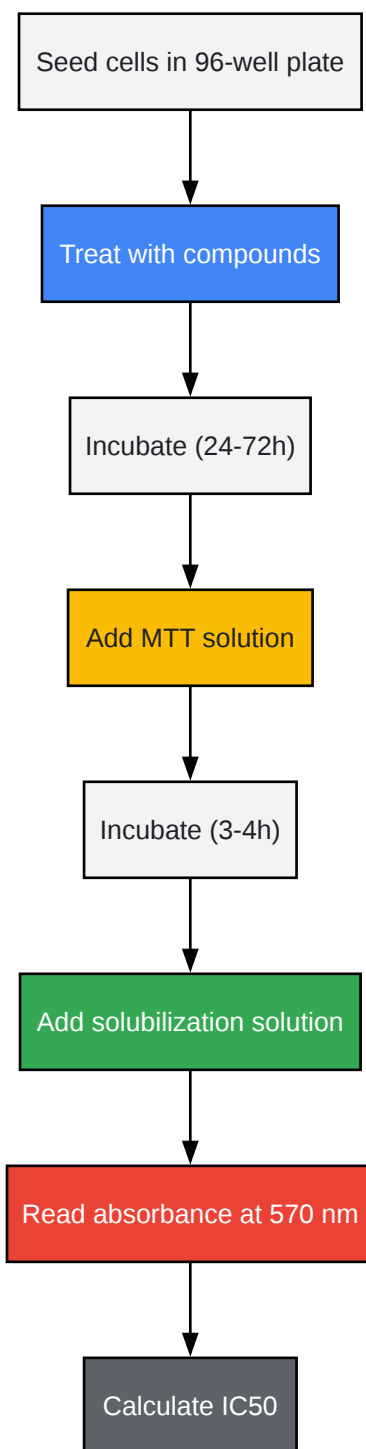 Seed cells in 96-well plate
Treat with compounds
Incubate (24-72h)
Add MTT solution
Incubate (3-4h)
Add solubilization solution
Read absorbance at 570 nm
Calculate IC50